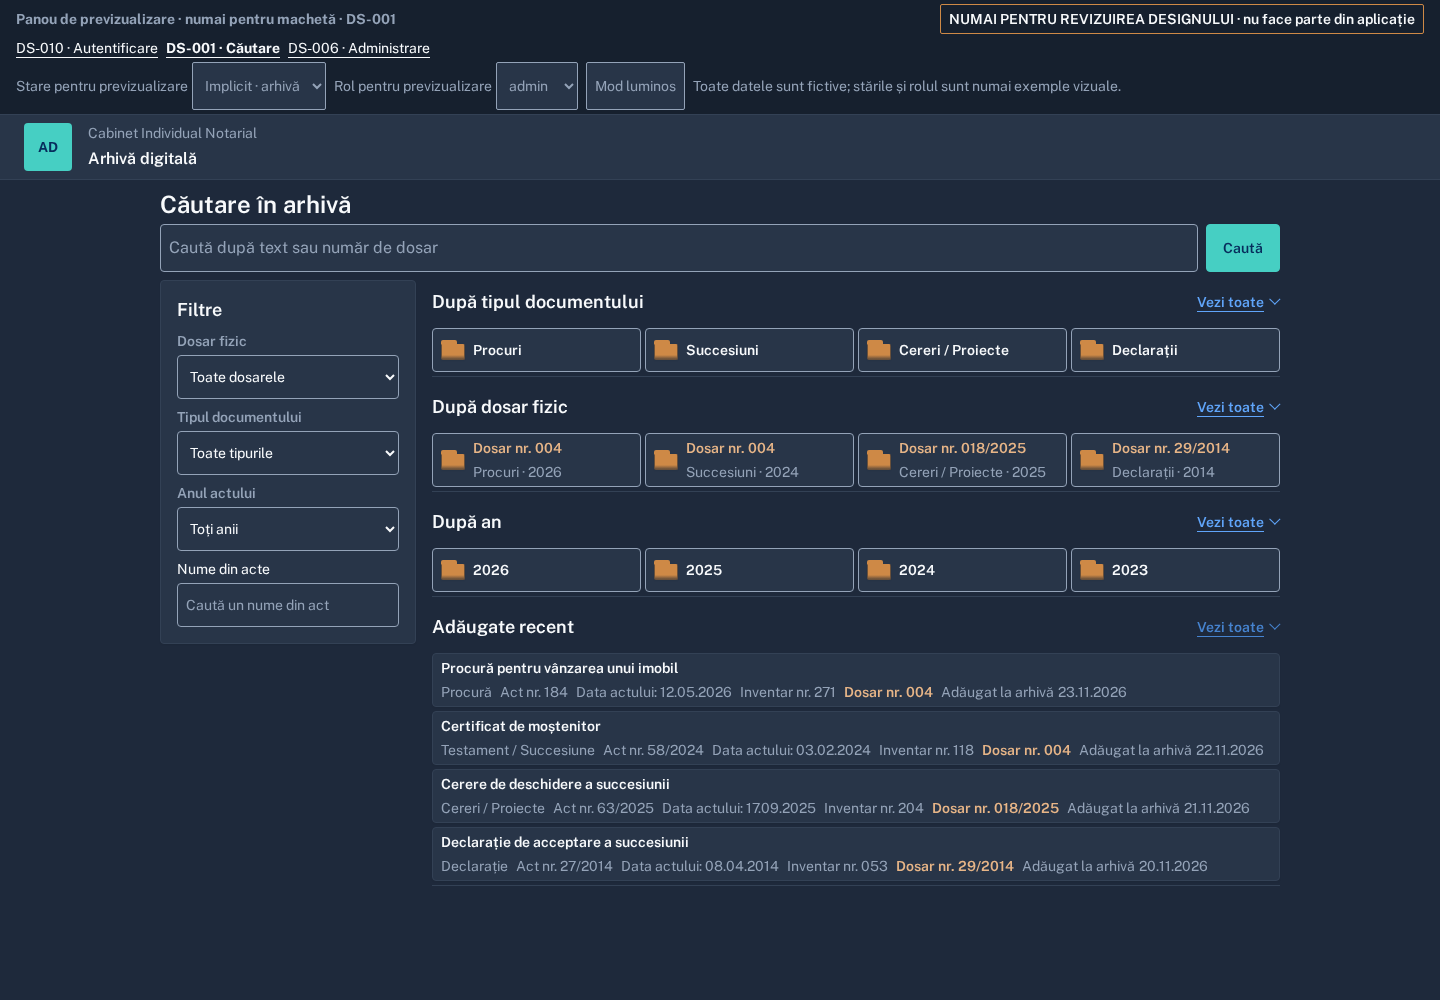 Panou de previzualizare · numai pentru machetă · DS-001
NUMAI PENTRU REVIZUIREA DESIGNULUI · nu face parte din aplicație
DS-010 · Autentificare DS-001 · Căutare DS-006 · Administrare
Stare pentru previzualizare Implicit · arhivă Rol pentru previzualizare admin Mod luminos Toate datele sunt fictive; stările și rolul sunt numai exemple vizuale.
AD
Cabinet Individual Notarial
Arhivă digitală
Căutare în arhivă
Caută după text sau număr de dosar
Caută
Filtre
Dosar fizic
Toate dosarele
Tipul documentului
Toate tipurile
Anul actului
Toți anii
Nume din acte
Caută un nume din act
După tipul documentului
Vezi toate
Procuri
Succesiuni
Cereri / Proiecte
Declarații
După dosar fizic
Vezi toate
Dosar nr. 004
Procuri · 2026
Dosar nr. 004
Succesiuni · 2024
Dosar nr. 018/2025
Cereri / Proiecte · 2025
Dosar nr. 29/2014
Declarații · 2014
După an
Vezi toate
2026
2025
2024
2023
Adăugate recent
Vezi toate
Procură pentru vânzarea unui imobil
Procură Act nr. 184 Data actului: 12.05.2026 Inventar nr. 271 Dosar nr. 004 Adăugat la arhivă 23.11.2026
Certificat de moștenitor
Testament / Succesiune Act nr. 58/2024 Data actului: 03.02.2024 Inventar nr. 118 Dosar nr. 004 Adăugat la arhivă 22.11.2026
Cerere de deschidere a succesiunii
Cereri / Proiecte Act nr. 63/2025 Data actului: 17.09.2025 Inventar nr. 204 Dosar nr. 018/2025 Adăugat la arhivă 21.11.2026
Declarație de acceptare a succesiunii
Declarație Act nr. 27/2014 Data actului: 08.04.2014 Inventar nr. 053 Dosar nr. 29/2014 Adăugat la arhivă 20.11.2026